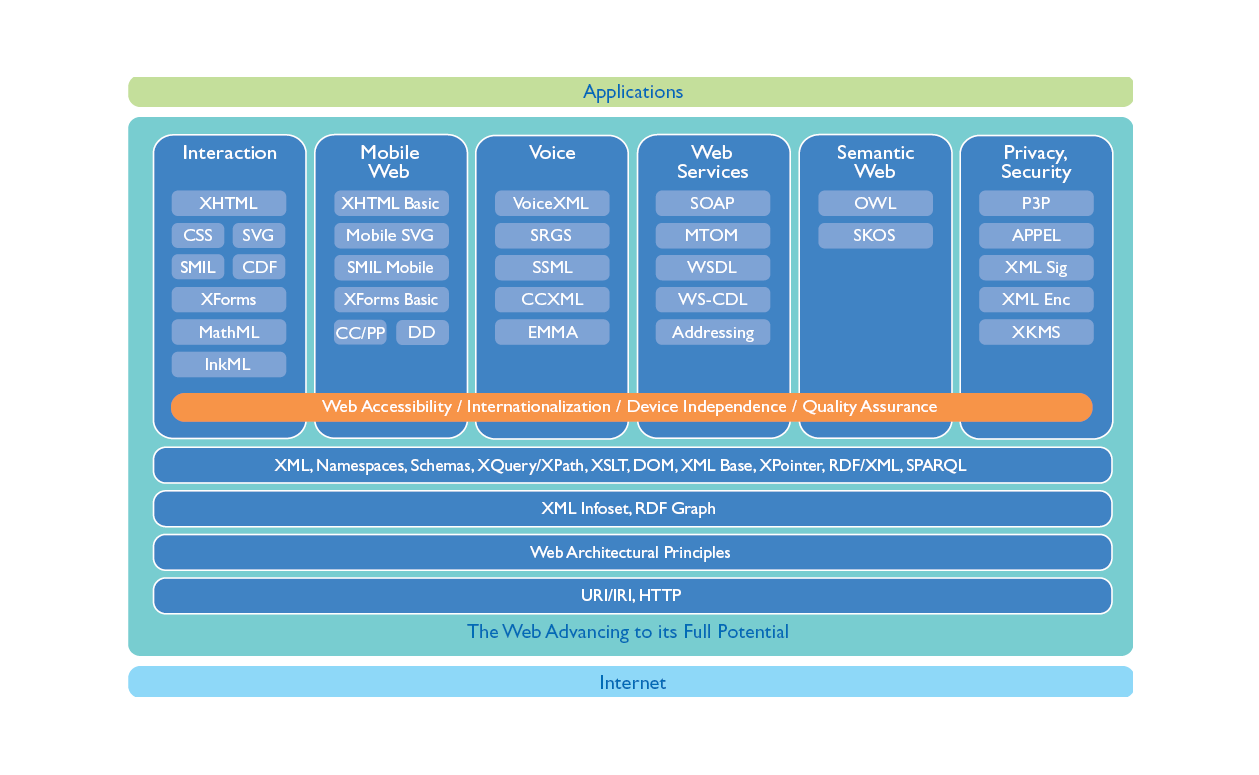 Applications
Interaction
XHTML
CSS
SVG
SMIL
CDF
XForms
MathML
InkML
Mobile
Web
XHTML Basic
Mobile SVG
SMIL Mobile
XForms Basic
CC/PP
DD
Voice
VoiceXML
SRGS
SSML
CCXML
EMMA
Web
Services
SOAP
MTOM
WSDL
WS-CDL
Addressing
Semantic
Web
OWL
SKOS
Privacy,
Security
P3P
APPEL
XML Sig
XML Enc
XKMS
Web Accessibility / Internationalization / Device Independence / Quality Assurance
XML, Namespaces, Schemas, XQuery/XPath, XSLT, DOM, XML Base, XPointer, RDF/XML, SPARQL
XML Infoset, RDF Graph
Web Architectural Principles
URI/IRI, HTTP
The Web Advancing to its Full Potential
Internet